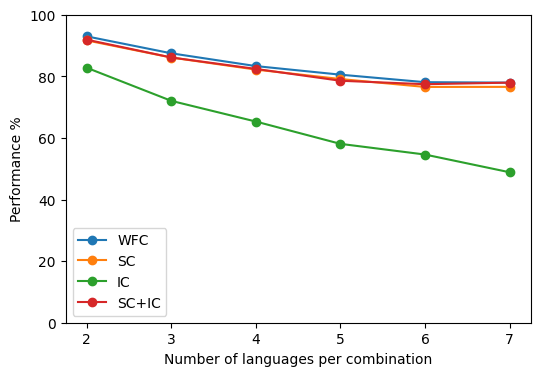 100
80
60
40
20
0
Performance %
WFC
SC
IC
SC+IC
2 3 4 5 6 7
Number of languages per combination